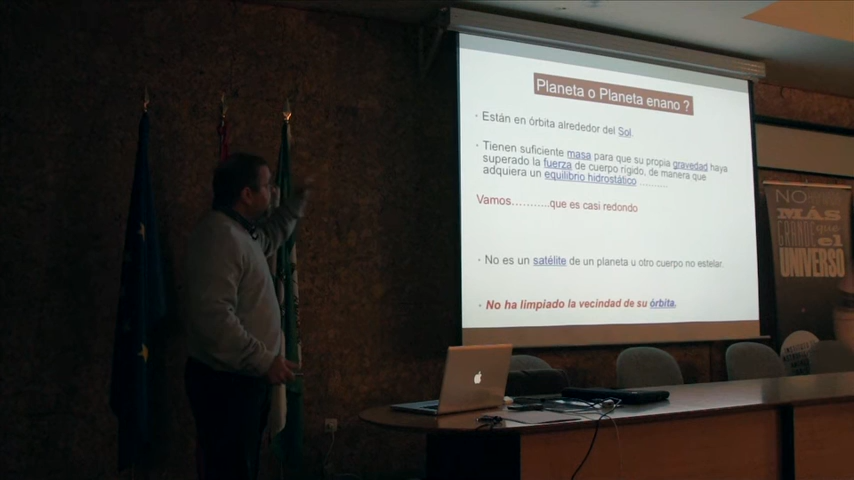 Planeta o Planeta enano ?
• Están en órbita alrededor del Sol.
• Tienen suficiente masa para que su propia gravedad haya
superado la fuerza de cuerpo rígido, de manera que
adquiera un equilibrio hidrostático ...........
Vamos...........que es casi redondo
• No es un satélite de un planeta u otro cuerpo no estelar.
• No ha limpiado la vecindad de su órbita.
NO
MÁS
GRANDE que
el
UNIVERSO